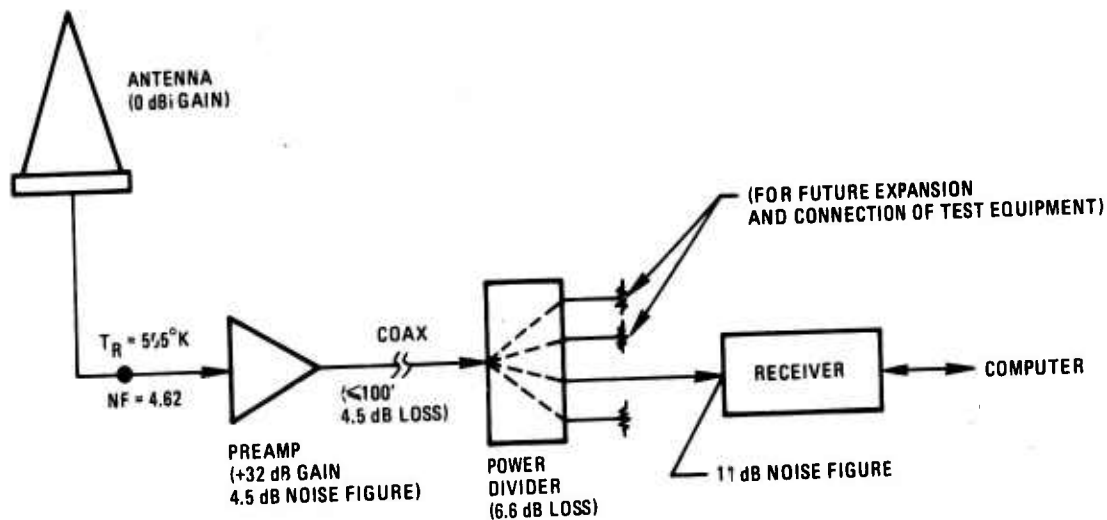 ANTENNA
(0 dBi GAIN)
(FOR FUTURE EXPANSION
AND CONNECTION OF TEST EQUIPMENT)
T_R =
NF = 4.62
COAX
(≤100'
4.5 dB LOSS)
RECEIVER
COMPUTER
PREAMP
(+32 dB GAIN
4.5 dB NOISE FIGURE)
POWER
DIVIDER
(6.6 dB LOSS)
11 dB NOISE FIGURE